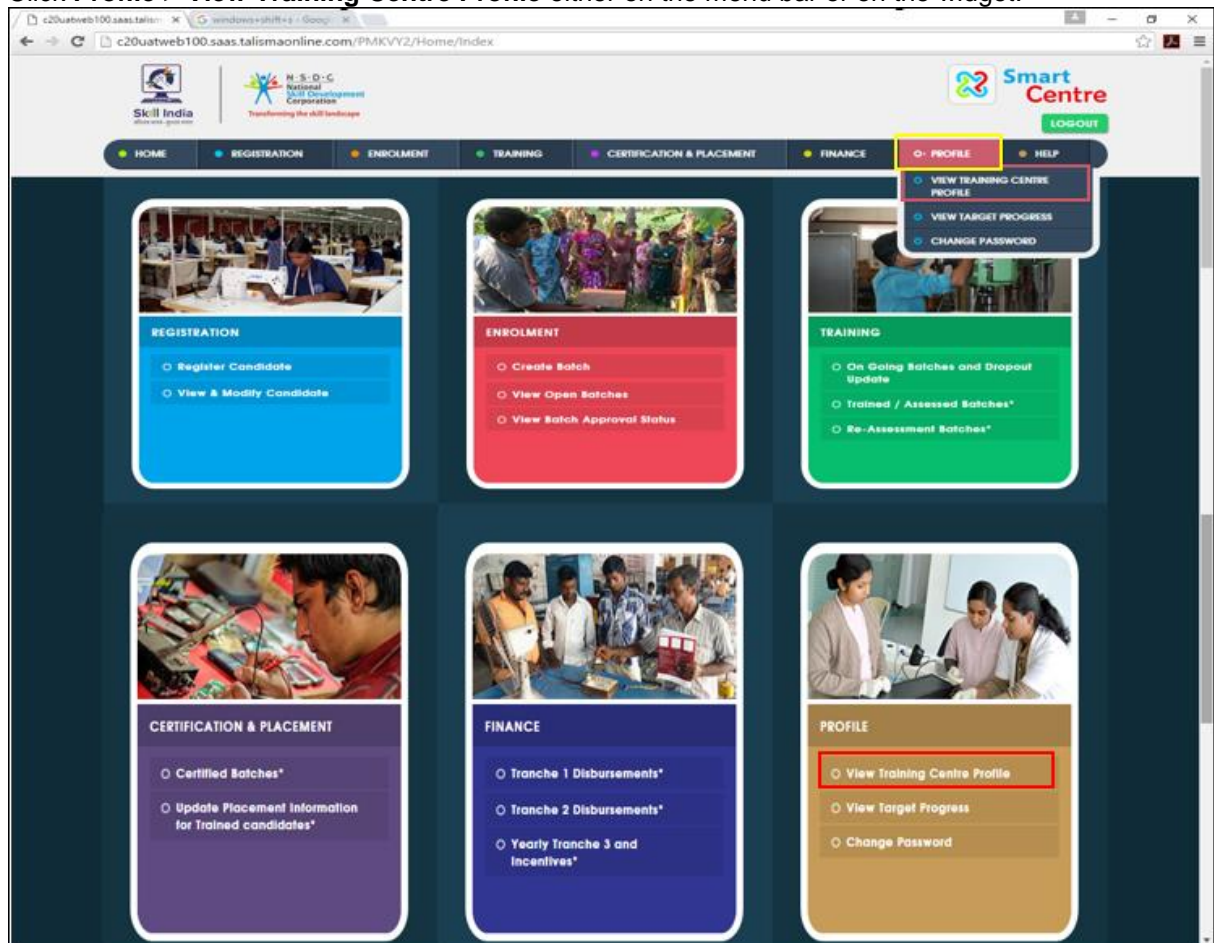 Click Profile > View Training Centre Profile either on the menu bar or on the widget.
c20uatweb100.saas.talism
windows+shift+s - Goog
c20uatweb100.saas.talismaonline.com/PMKVY2/Home/Index
Skill India
N·S·D·C
National
Skill Development
Corporation
Transforming the skill landscape
Smart
Centre
LOGOUT
HOME
REGISTRATION
ENROLMENT
TRAINING
CERTIFICATION & PLACEMENT
FINANCE
PROFILE
HELP
VIEW TRAINING CENTRE
PROFILE
VIEW TARGET PROGRESS
CHANGE PASSWORD
REGISTRATION
Register Candidate
View & Modify Candidate
ENROLMENT
Create Batch
View Open Batches
View Batch Approval Status
TRAINING
On Going Batches and Dropout
Update
Trained / Assessed Batches*
Re-Assessment Batches*
CERTIFICATION & PLACEMENT
Certified Batches*
Update Placement Information
for Trained candidates*
FINANCE
Tranche 1 Disbursements*
Tranche 2 Disbursements*
Yearly Tranche 3 and
Incentives*
PROFILE
View Training Centre Profile
View Target Progress
Change Password